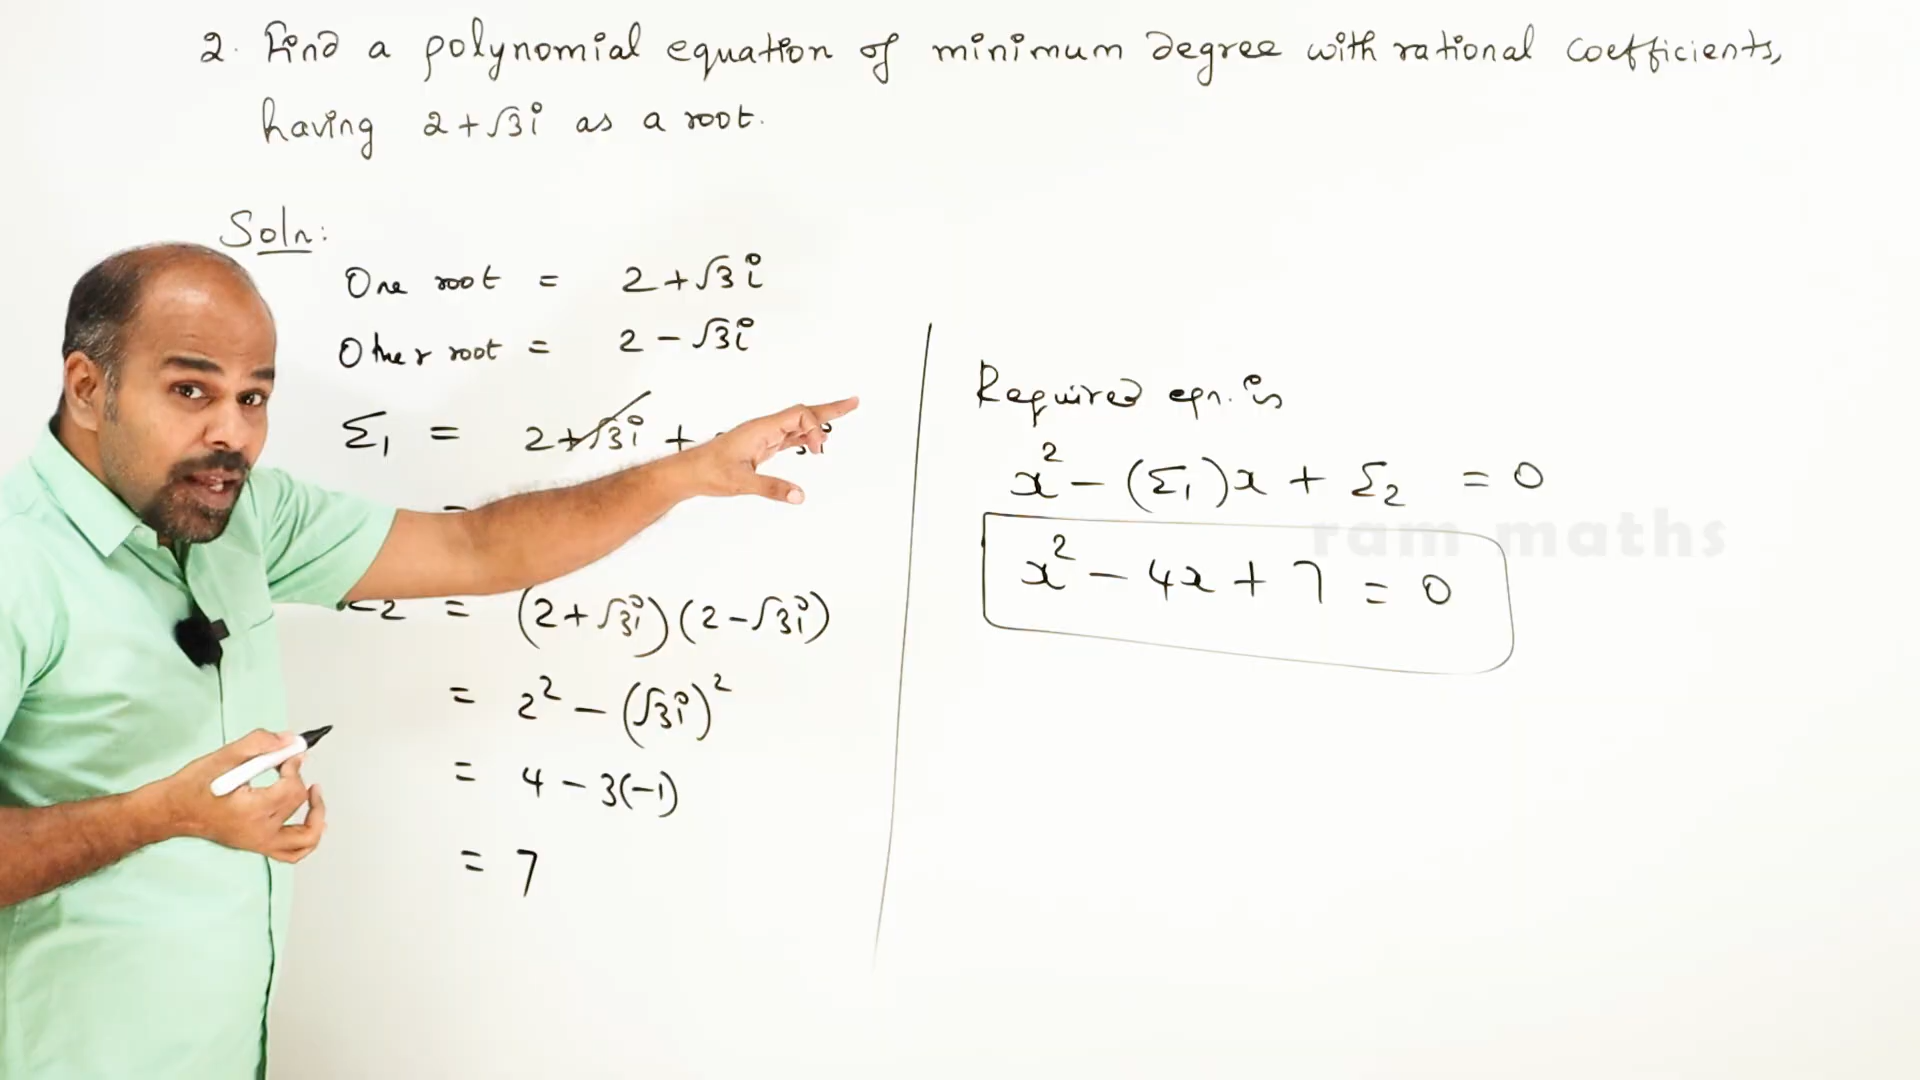 2. Find a polynomial equation of minimum degree with rational coefficients,
having 2+√3i as a root.
Soln:
One root = 2+√3i
Other root = 2-√3i
Σ₁ = 2+√3i +
=
= (2+√3i)(2-√3i)
= 2² - (√3i)²
= 4 - 3(-1)
= 7
Required eqn. is
x² - (Σ₁)x + Σ₂ = 0
x² - 4x + 7 = 0
ram maths